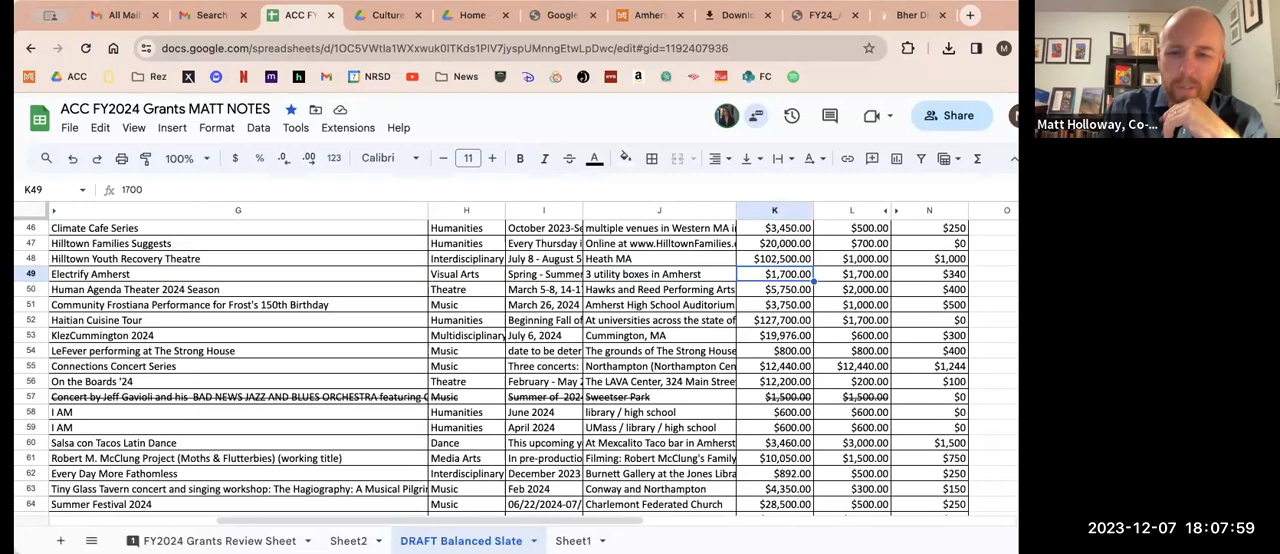 All Mail
Search
ACC FY
Culture
Home -
Google
Amher
Downl
FY24_
Bher D
docs.google.com/spreadsheets/d/1OC5VWtla1WXxwuk0ITKds1PIV7jyspUMnngEtwLpDwc/edit#gid=1192407936
ACC
Rez
NRSD
News
FC
ACC FY2024 Grants MATT NOTES
File Edit View Insert Format Data Tools Extensions Help
Share
100% $ % .0 .00 123 Calibri 11 B I A
K49 fx 1700
G H I J K L N O
46 Climate Cafe Series Humanities October 2023-Se multiple venues in Western MA i $3,450.00 $500.00 $250
47 Hilltown Families Suggests Humanities Every Thursday i Online at www.HilltownFamilies. $20,000.00 $700.00 $0
48 Hilltown Youth Recovery Theatre Interdisciplinary July 8 - August 5 Heath MA $102,500.00 $1,000.00 $1,000
49 Electrify Amherst Visual Arts Spring - Summer 3 utility boxes in Amherst $1,700.00 $1,700.00 $340
50 Human Agenda Theater 2024 Season Theatre March 5-8, 14-1 Hawks and Reed Performing Arts $5,750.00 $2,000.00 $400
51 Community Frostiana Performance for Frost's 150th Birthday Music March 26, 2024 Amherst High School Auditorium $3,750.00 $1,000.00 $500
52 Haitian Cuisine Tour Humanities Beginning Fall of At universities across the state of $127,700.00 $1,700.00 $0
53 KlezCummington 2024 Multidisciplinary July 6, 2024 Cummington, MA $19,976.00 $600.00 $300
54 LeFever performing at The Strong House Music date to be deter The grounds of The Strong House $800.00 $800.00 $400
55 Connections Concert Series Music Three concerts: Northampton (Northampton Cen $12,440.00 $12,440.00 $1,244
56 On the Boards '24 Theatre February - May 2 The LAVA Center, 324 Main Stree $12,200.00 $200.00 $100
57 Concert by Jeff Gavioli and his BAD NEWS JAZZ AND BLUES ORCHESTRA featuring Music Summer of 202 Sweetser Park $1,500.00 $1,500.00 $0
58 I AM Humanities June 2024 library / high school $600.00 $600.00 $0
59 I AM Humanities April 2024 UMass / library / high school $600.00 $600.00 $0
60 Salsa con Tacos Latin Dance Dance This upcoming y At Mexcalito Taco bar in Amherst $3,460.00 $3,000.00 $1,500
61 Robert M. McClung Project (Moths & Flutterbies) (working title) Media Arts In pre-productio Filming: Robert McClung's Family $10,050.00 $1,500.00 $750
62 Every Day More Fathomless Interdisciplinary December 2023 Burnett Gallery at the Jones Libra $892.00 $500.00 $250
63 Tiny Glass Tavern concert and singing workshop: The Hagiography: A Musical Pilgri Music Feb 2024 Conway and Northampton $4,350.00 $300.00 $150
64 Summer Festival 2024 Music 06/22/2024-07/ Charlemont Federated Church $28,500.00 $500.00 $250
1 FY2024 Grants Review Sheet Sheet2 DRAFT Balanced Slate Sheet1
Matt Holloway, Co-...
2023-12-07 18:07:59